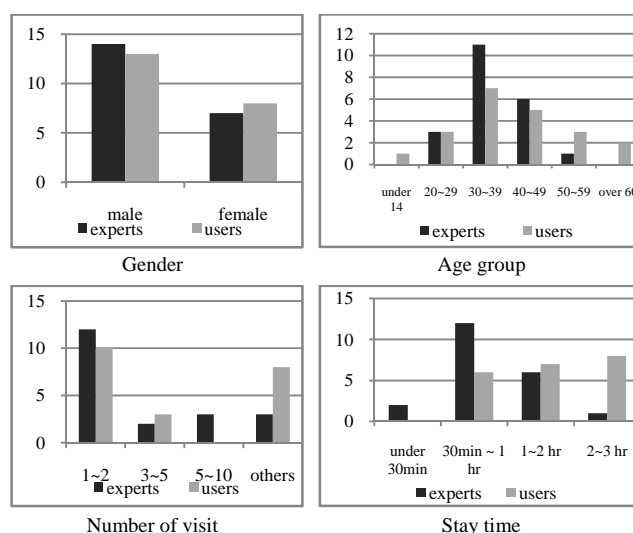 15
10
5
0
male female
experts users
Gender
12
10
8
6
4
2
0
under 14 20~29 30~39 40~49 50~59 over 60
experts users
Age group
15
10
5
0
1~2 3~5 5~10 others
experts users
Number of visit
15
10
5
0
under 30min 30min ~ 1 hr 1~2 hr 2~3 hr
experts users
Stay time